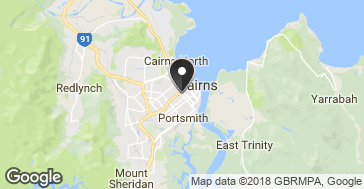 91
Cairns North
Cairns
Redlynch
Yarrabah
Portsmith
East Trinity
Mount
Sheridan
Google
Map data ©2018 GBRMPA, Google